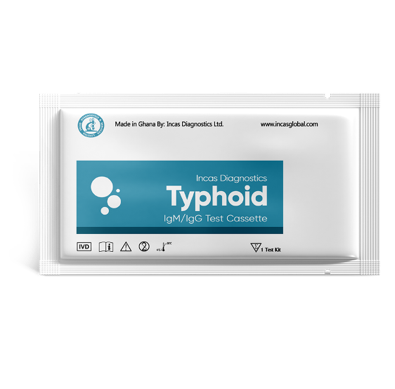 Made in Ghana By: Incas Diagnostics Ltd.
www.incasglobal.com
Incas Diagnostics
Typhoid
IgM/IgG Test Cassette
IVD
i
2
1 Test Kit